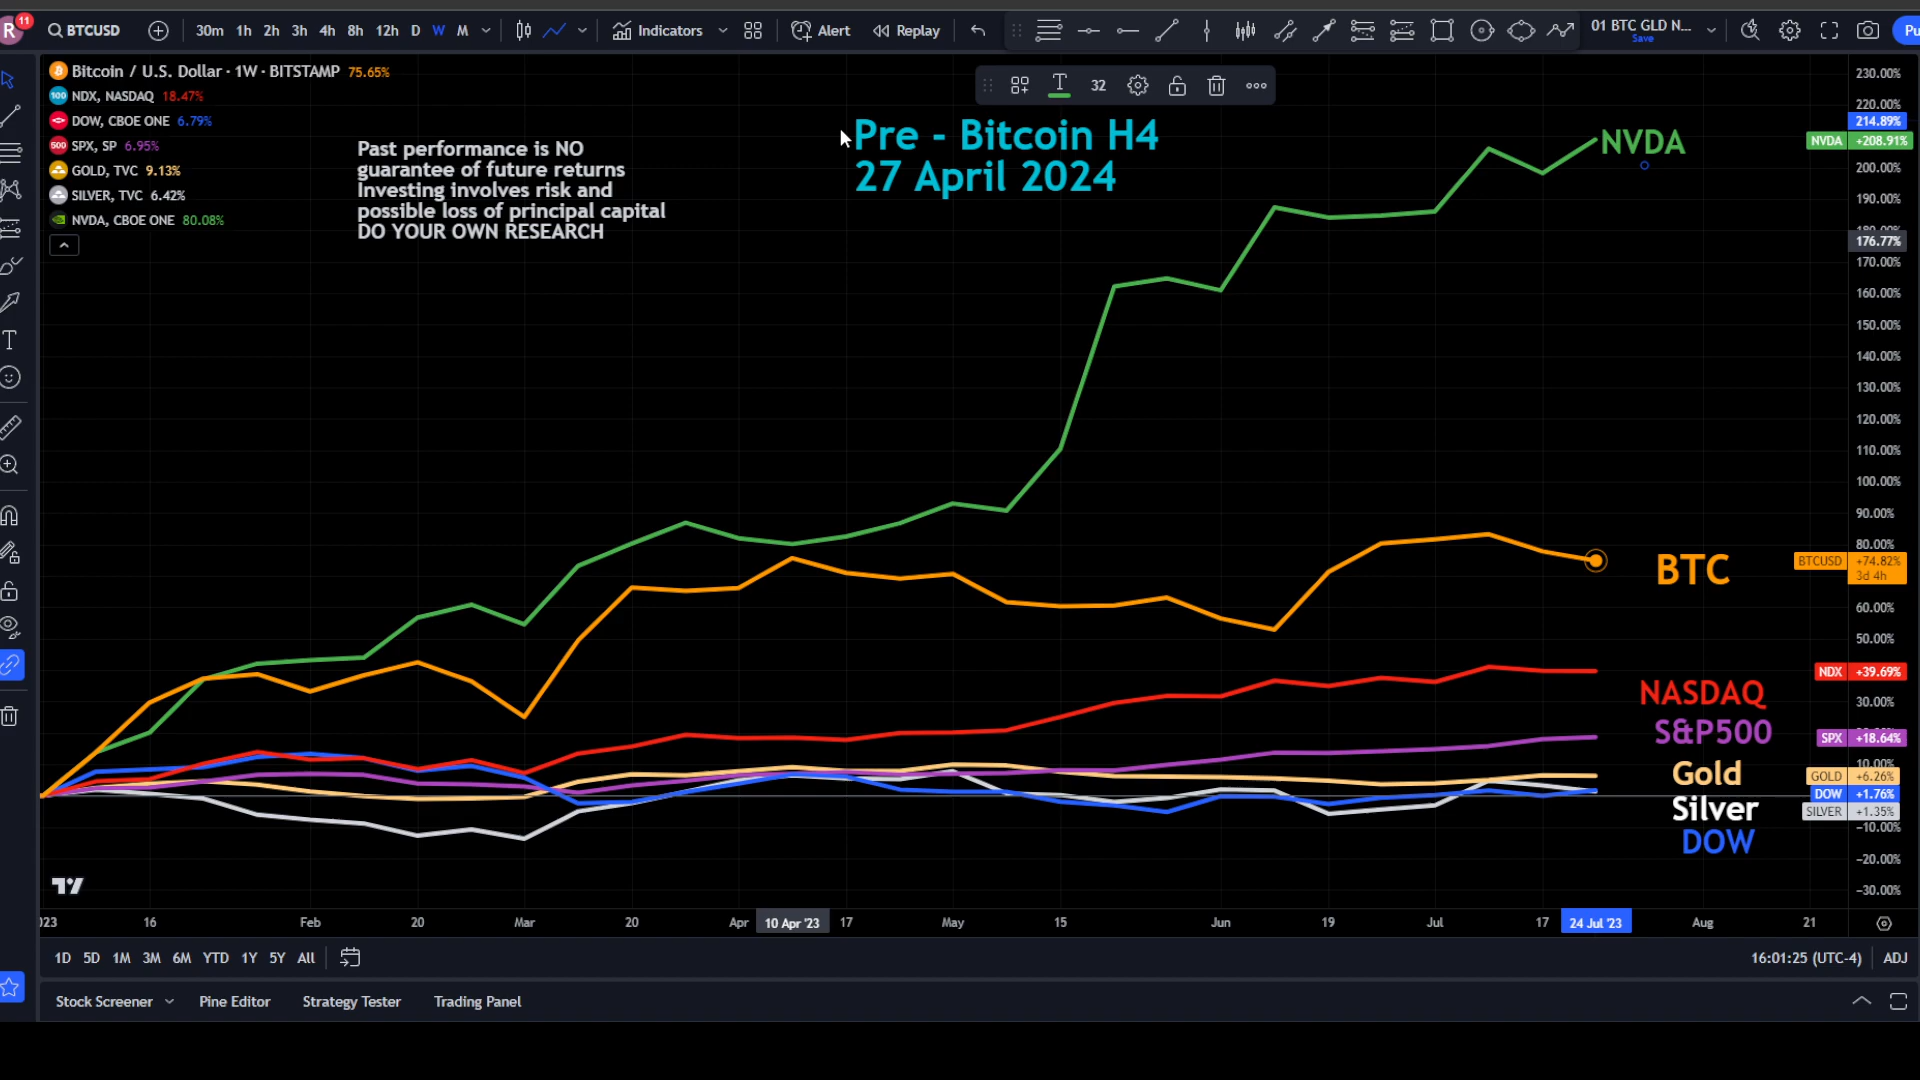 R
11
BTCUSD
30m 1h 2h 3h 4h 8h 12h D W M
Indicators
Alert
Replay
01 BTC GLD N...
Save
Pu
Bitcoin / U.S. Dollar · 1W · BITSTAMP 75.65%
100 NDX, NASDAQ 18.47%
DOW, CBOE ONE 6.79%
500 SPX, SP 6.95%
GOLD, TVC 9.13%
SILVER, TVC 6.42%
NVDA, CBOE ONE 80.08%
Past performance is NO
guarantee of future returns
Investing involves risk and
possible loss of principal capital
DO YOUR OWN RESEARCH
T 32
Pre - Bitcoin H4
27 April 2024
NVDA
BTC
NASDAQ
S&P500
Gold
Silver
DOW
230.00%
220.00%
214.89%
NVDA +208.91%
200.00%
190.00%
180.00%
176.77%
170.00%
160.00%
150.00%
140.00%
130.00%
120.00%
110.00%
100.00%
90.00%
80.00%
BTCUSD +74.82%
3d 4h
60.00%
50.00%
NDX +39.69%
30.00%
SPX +18.64%
10.00%
GOLD +6.26%
DOW +1.76%
SILVER +1.35%
-10.00%
-20.00%
-30.00%
023 16 Feb 20 Mar 20 Apr 10 Apr '23 17 May 15 Jun 19 Jul 17 24 Jul '23 Aug 21
1D 5D 1M 3M 6M YTD 1Y 5Y All
16:01:25 (UTC-4) ADJ
Stock Screener Pine Editor Strategy Tester Trading Panel